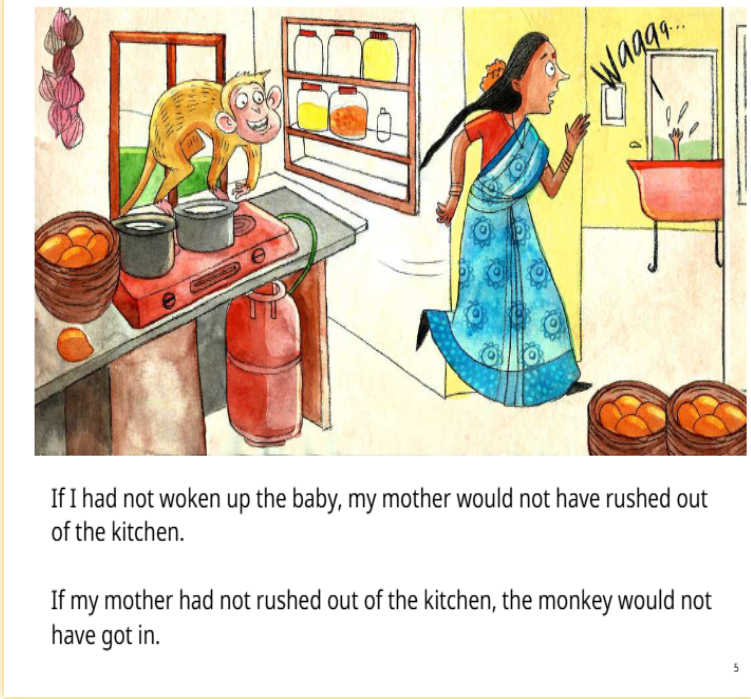 Waaaa...
If I had not woken up the baby, my mother would not have rushed out
of the kitchen.
If my mother had not rushed out of the kitchen, the monkey would not
have got in.
5